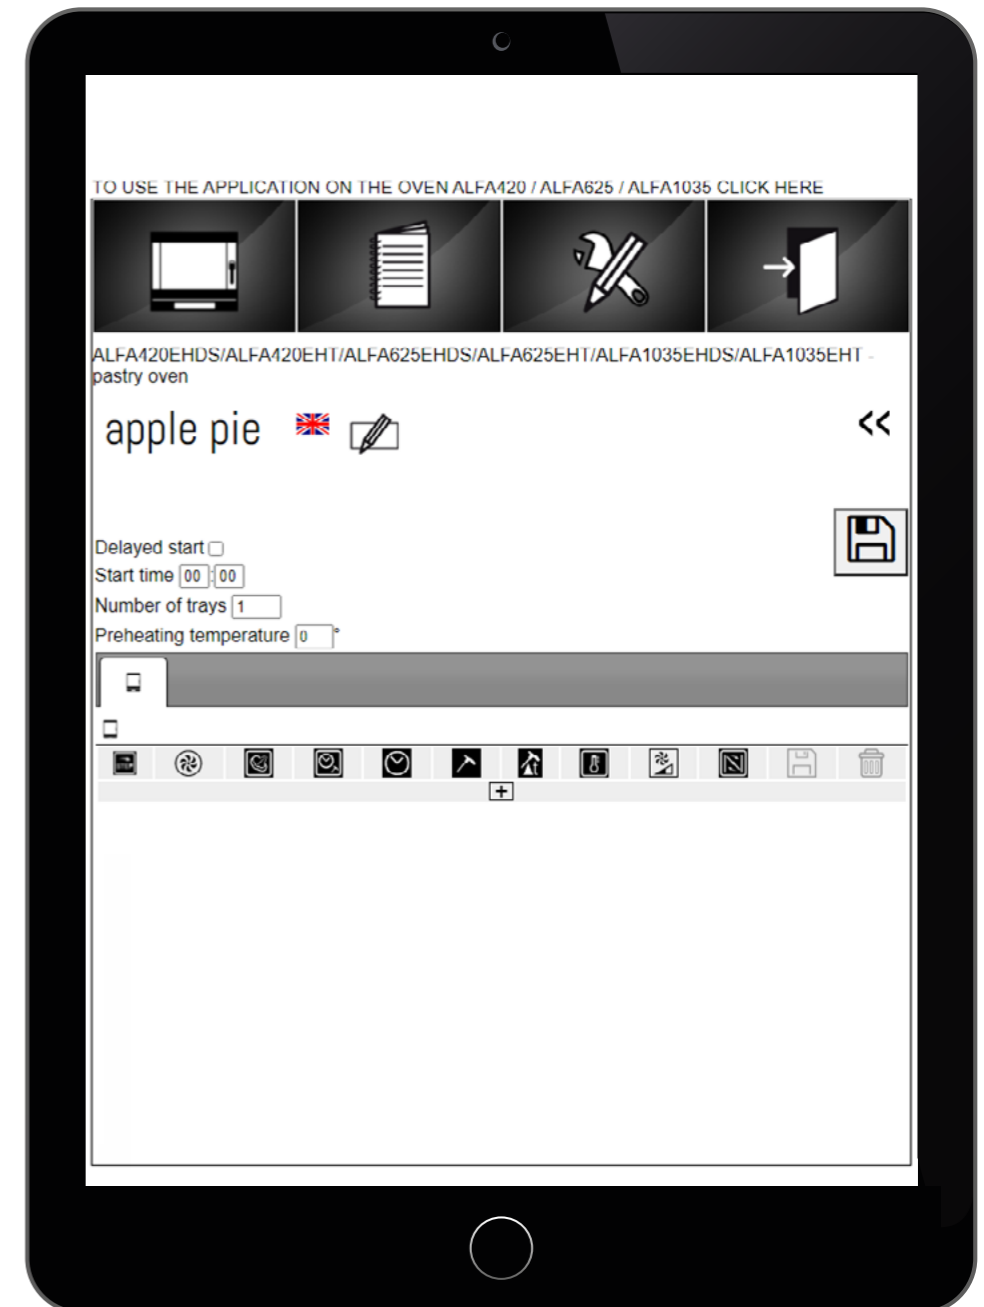 TO USE THE APPLICATION ON THE OVEN ALFA420 / ALFA625 / ALFA1035 CLICK HERE
ALFA420EHDS/ALFA420EHT/ALFA625EHDS/ALFA625EHT/ALFA1035EHDS/ALFA1035EHT -
pastry oven
apple pie
<<
Delayed start
Start time 00:00
Number of trays 1
Preheating temperature 0°
+